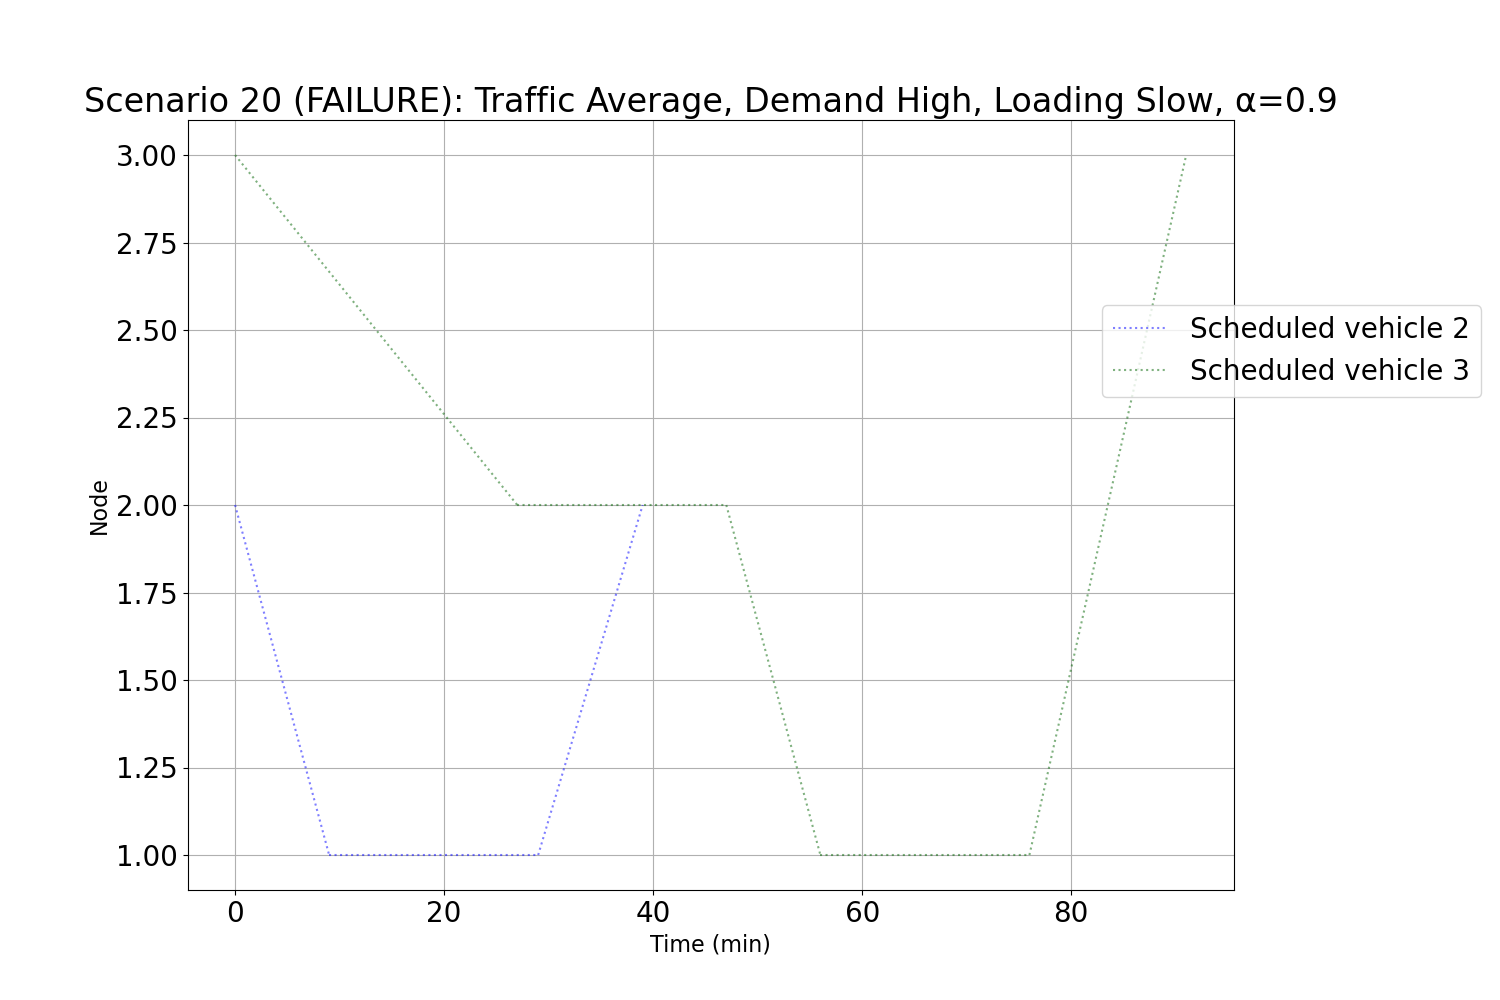 Scenario 20 (FAILURE): Traffic Average, Demand High, Loading Slow, α=0.9
3.00
2.75
2.50
2.25
2.00
1.75
1.50
1.25
1.00
Node
Scheduled vehicle 2
Scheduled vehicle 3
0 20 40 60 80
Time (min)